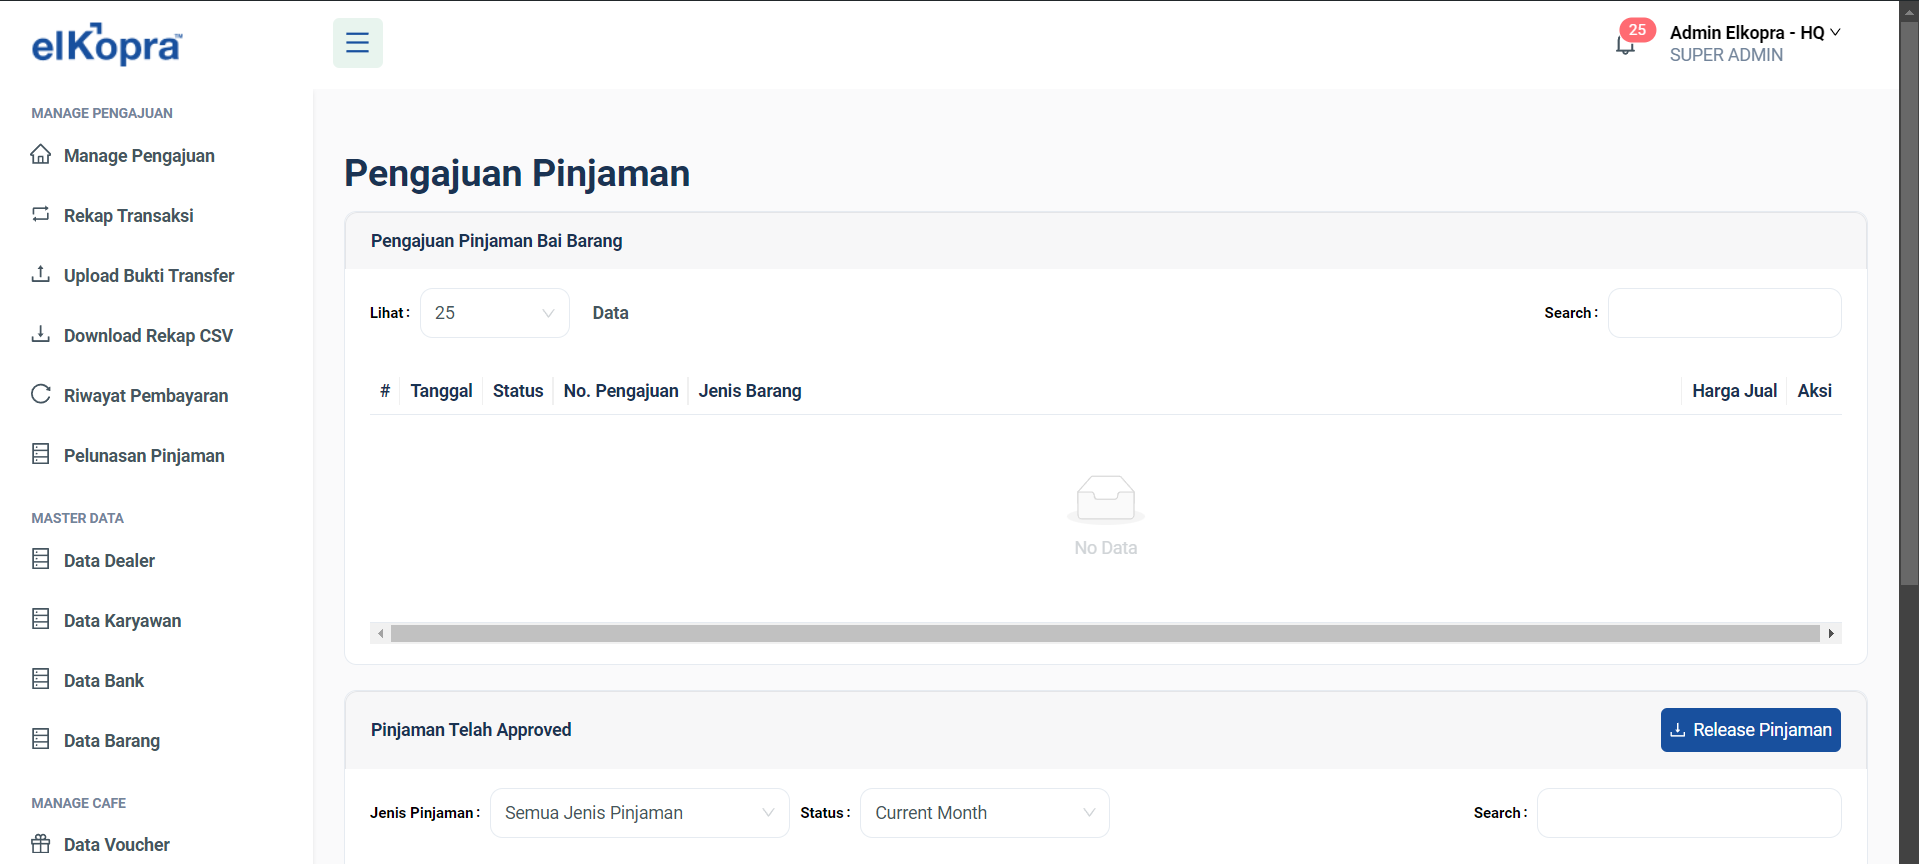 elKopra™
25
Admin Elkopra - HQ
SUPER ADMIN
MANAGE PENGAJUAN
Manage Pengajuan
Rekap Transaksi
Upload Bukti Transfer
Download Rekap CSV
Riwayat Pembayaran
Pelunasan Pinjaman
MASTER DATA
Data Dealer
Data Karyawan
Data Bank
Data Barang
MANAGE CAFE
Data Voucher
Pengajuan Pinjaman
Pengajuan Pinjaman Bai Barang
Lihat : 25 Data Search :
# Tanggal Status No. Pengajuan Jenis Barang Harga Jual Aksi
No Data
Pinjaman Telah Approved Release Pinjaman
Jenis Pinjaman : Semua Jenis Pinjaman Status : Current Month Search :